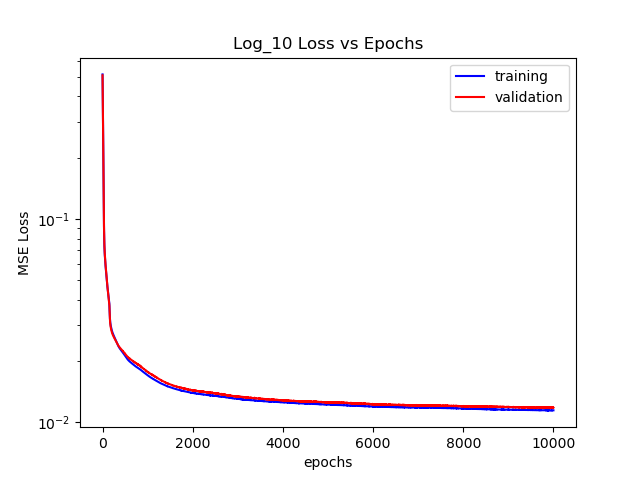 Log_10 Loss vs Epochs
training
validation
MSE Loss
10⁻¹
10⁻²
0 2000 4000 6000 8000 10000
epochs